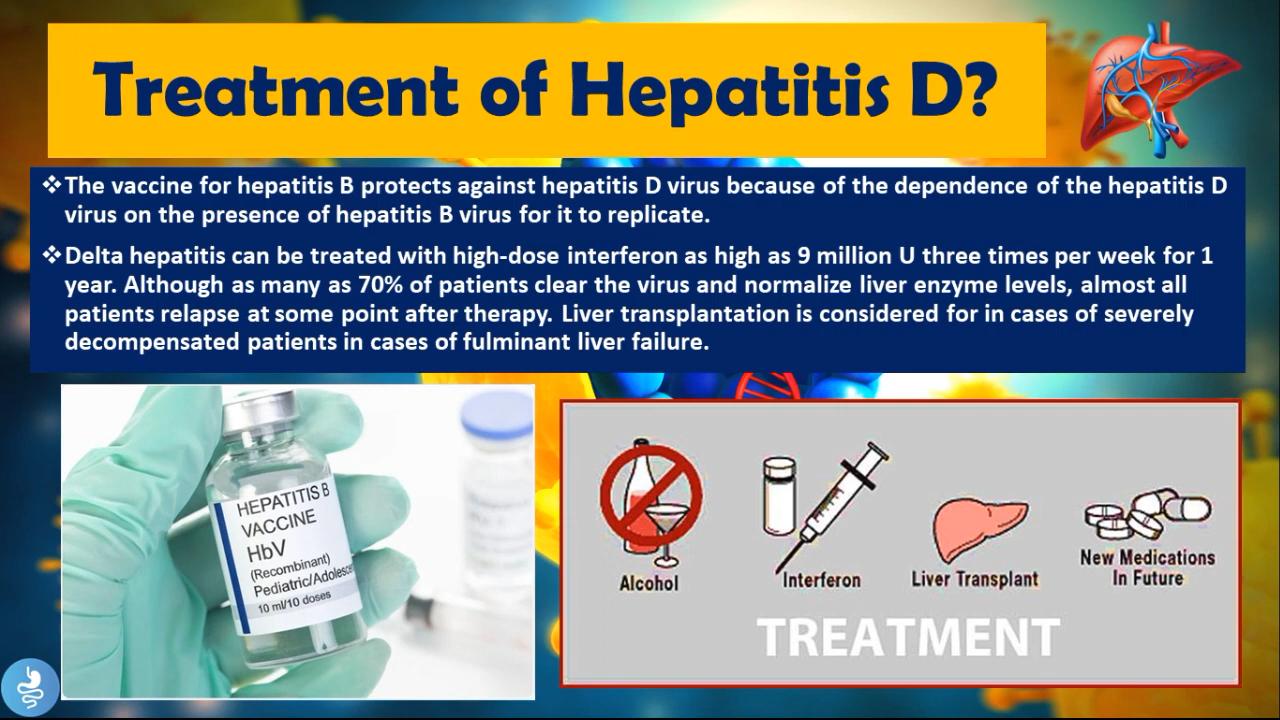 Treatment of Hepatitis D?
❖The vaccine for hepatitis B protects against hepatitis D virus because of the dependence of the hepatitis D
virus on the presence of hepatitis B virus for it to replicate.
❖Delta hepatitis can be treated with high-dose interferon as high as 9 million U three times per week for 1
year. Although as many as 70% of patients clear the virus and normalize liver enzyme levels, almost all
patients relapse at some point after therapy. Liver transplantation is considered for in cases of severely
decompensated patients in cases of fulminant liver failure.
HEPATITIS B
VACCINE
HbV
(Recombinant)
Pediatric/Adolesce
10 ml/10 doses
Alcohol
Interferon
Liver Transplant
New Medications
In Future
TREATMENT